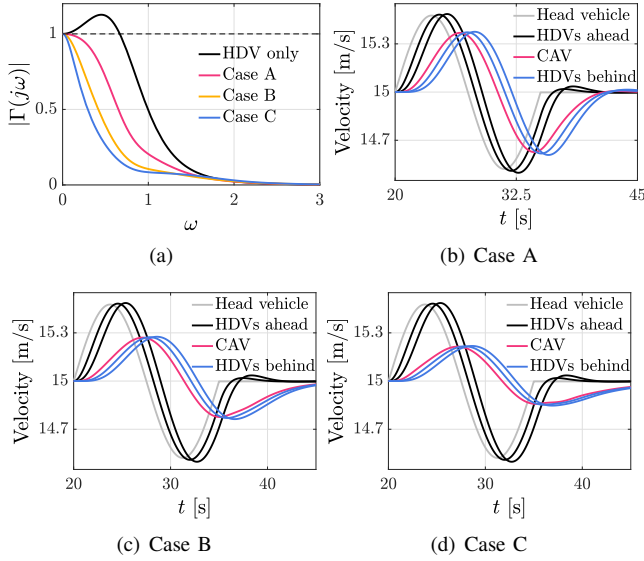 |Γ(jω)|
1
0.5
0
HDV only
Case A
Case B
Case C
0 1 2 3
ω
(a)
Velocity [m/s]
15.3
15
14.7
Head vehicle
HDVs ahead
CAV
HDVs behind
20 32.5 45
t [s]
(b) Case A
Velocity [m/s]
15.3
15
14.7
Head vehicle
HDVs ahead
CAV
HDVs behind
20 30 40
t [s]
(c) Case B
Velocity [m/s]
15.3
15
14.7
Head vehicle
HDVs ahead
CAV
HDVs behind
20 30 40
t [s]
(d) Case C